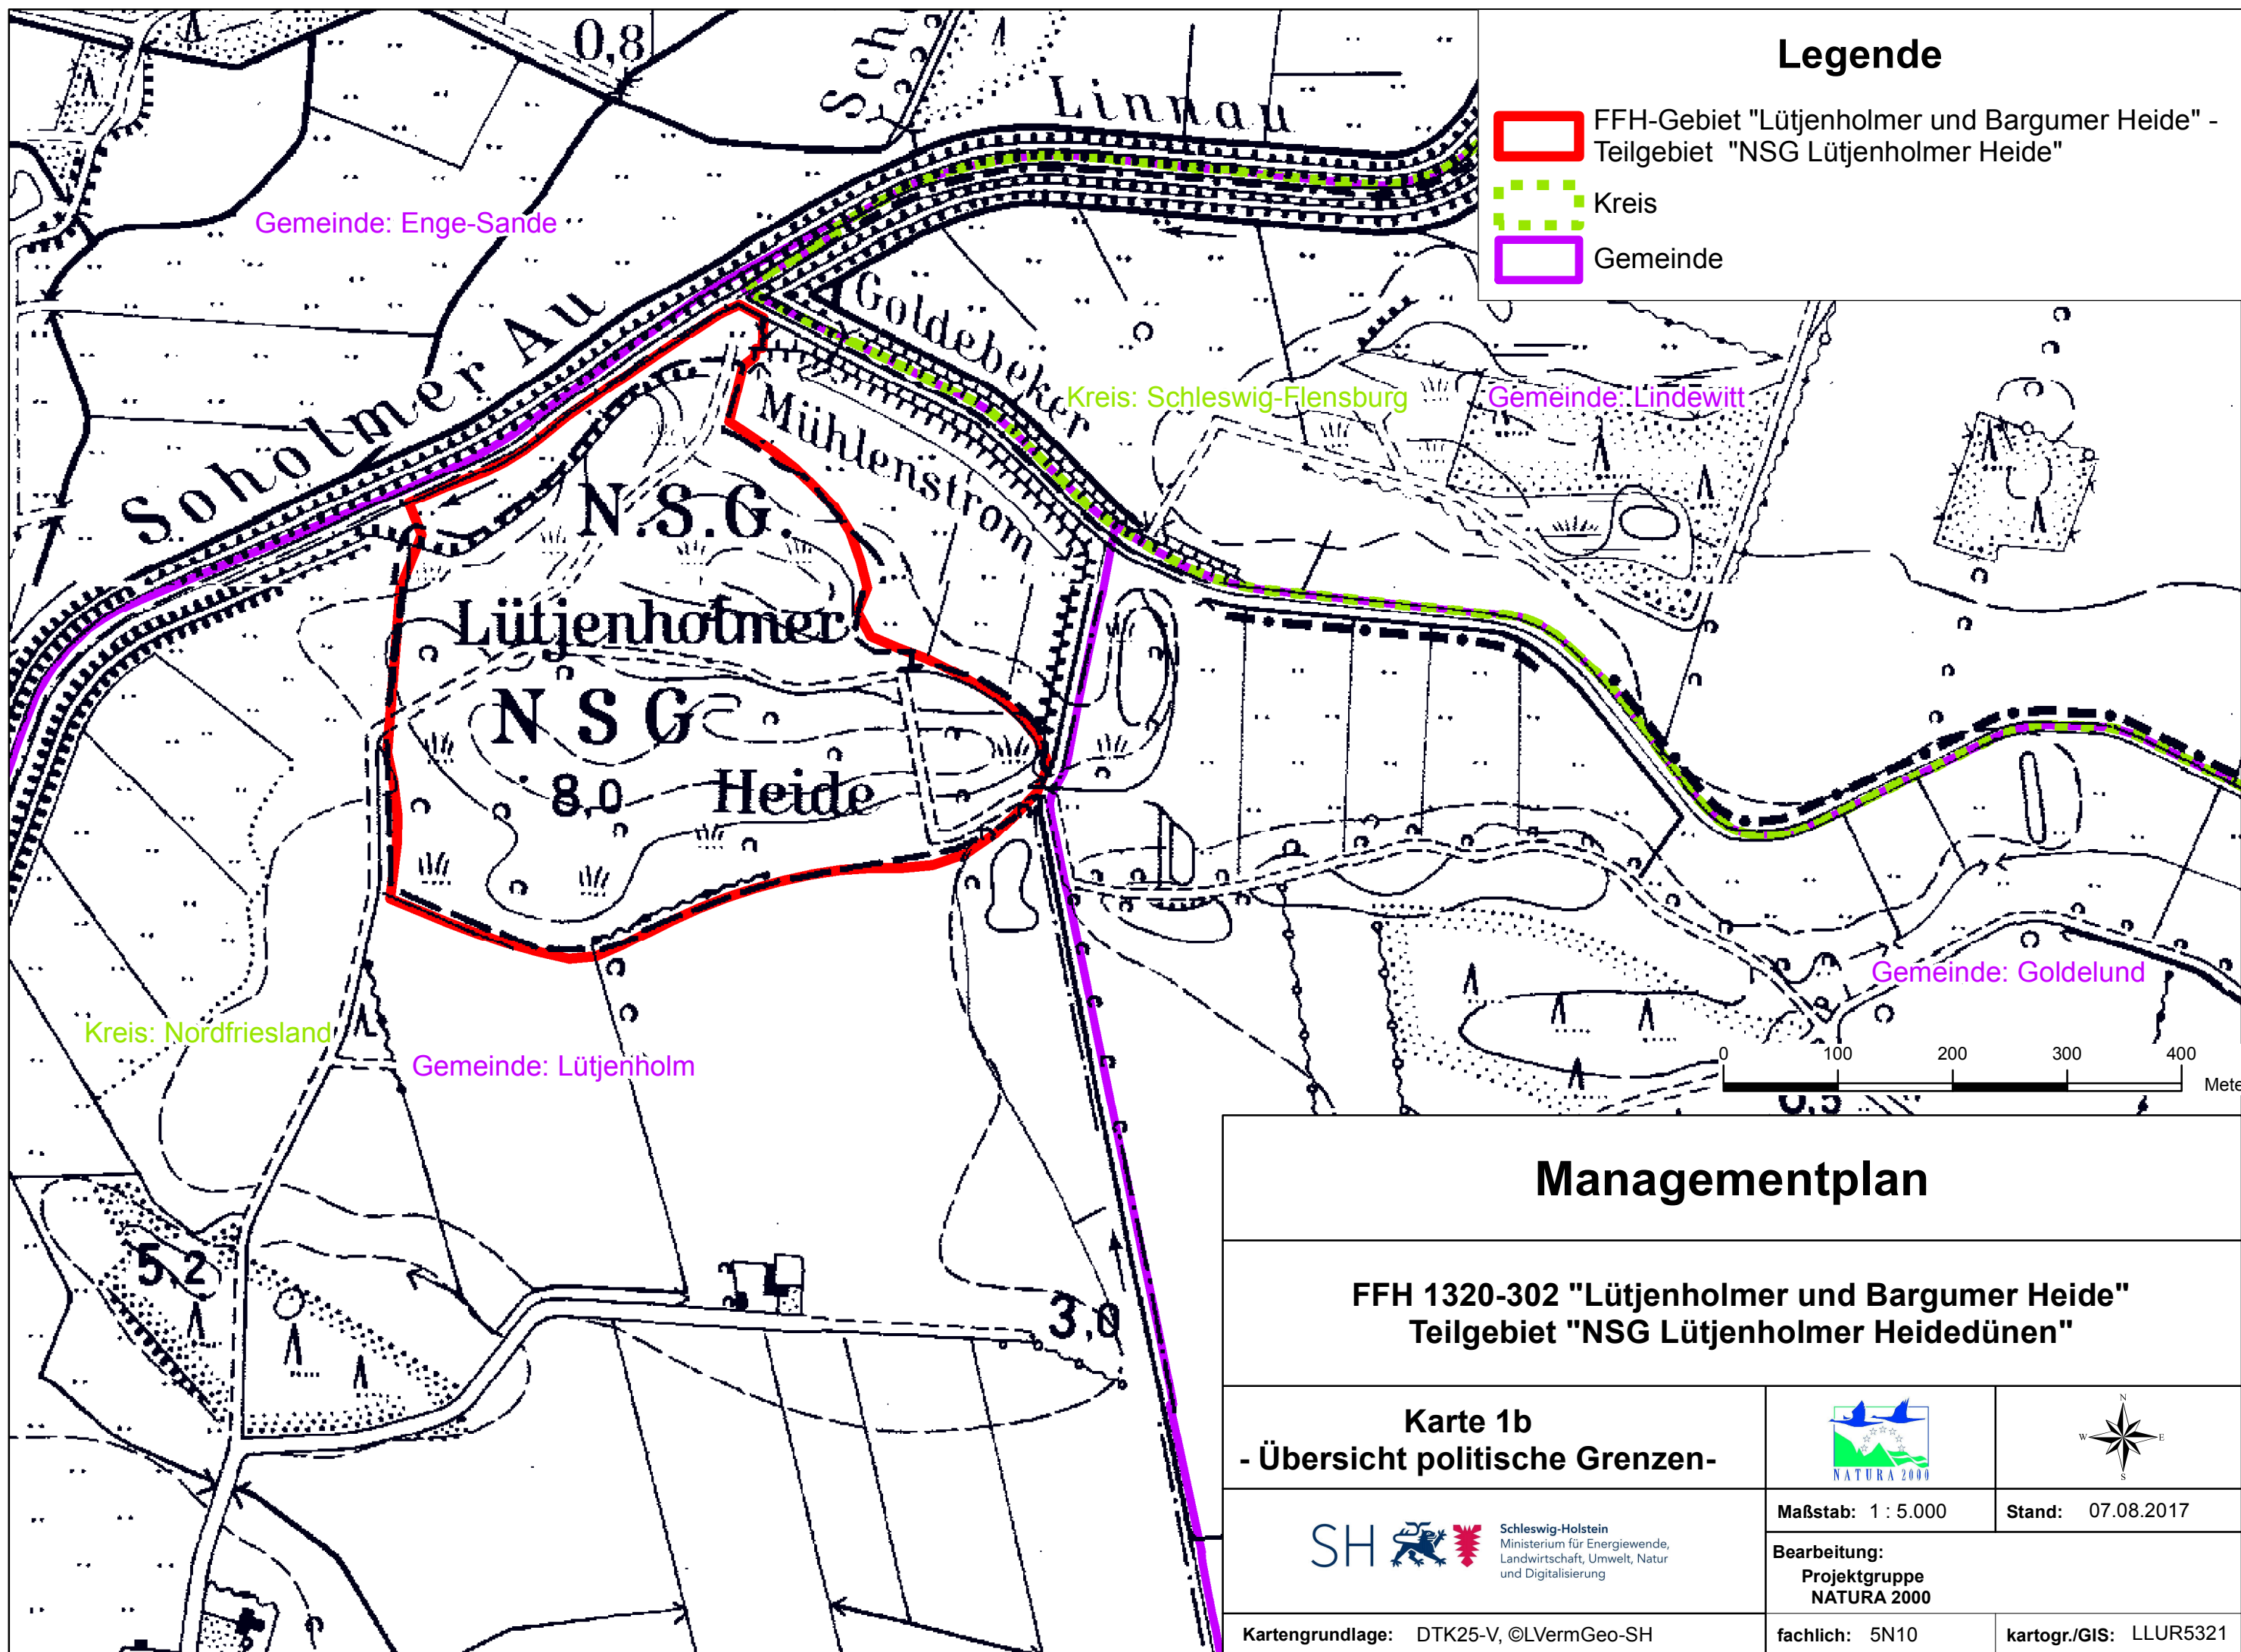 Legende
FFH-Gebiet "Lütjenholmer und Bargumer Heide" -
Teilgebiet "NSG Lütjenholmer Heide"
Kreis
Gemeinde
0,8
Sch
Linnau
Gemeinde: Enge-Sande
Soholmer Au
Goldebeker
Mühlenstrom
Kreis: Schleswig-Flensburg
Gemeinde: Lindewitt
N.S.G.
Lütjenholmer
N S G
8,0
Heide
Gemeinde: Goldelund
Kreis: Nordfriesland
Gemeinde: Lütjenholm
0 100 200 300 400
Mete
0,5
5,2
3,0
Managementplan
FFH 1320-302 "Lütjenholmer und Bargumer Heide"
Teilgebiet "NSG Lütjenholmer Heidedünen"
Karte 1b
- Übersicht politische Grenzen-
NATURA 2000
N
W E
S
SH
Schleswig-Holstein
Ministerium für Energiewende,
Landwirtschaft, Umwelt, Natur
und Digitalisierung
Maßstab: 1 : 5.000
Stand: 07.08.2017
Bearbeitung:
Projektgruppe
NATURA 2000
Kartengrundlage: DTK25-V, ©LVermGeo-SH
fachlich: 5N10
kartogr./GIS: LLUR5321